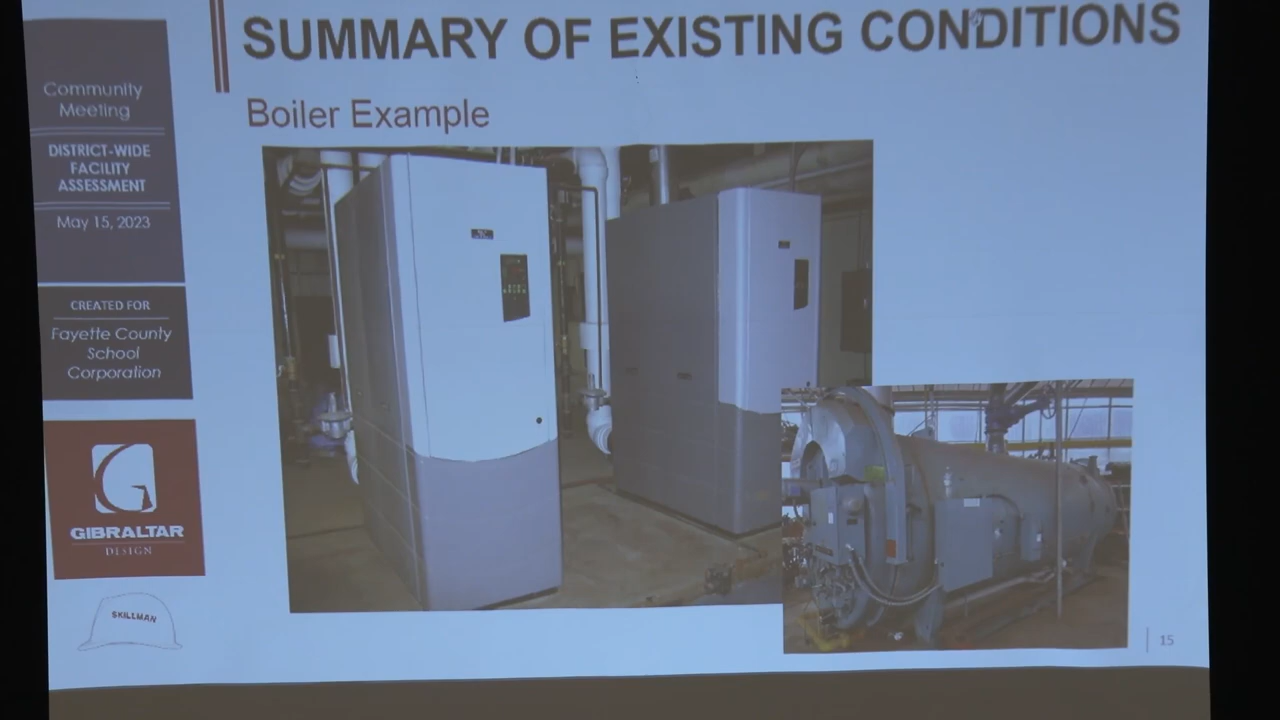 SUMMARY OF EXISTING CONDITIONS
Boiler Example
Community
Meeting
DISTRICT-WIDE
FACILITY
ASSESSMENT
May 15, 2023
CREATED FOR
Fayette County
School
Corporation
G
GIBRALTAR
DESIGN
SKILLMAN
15